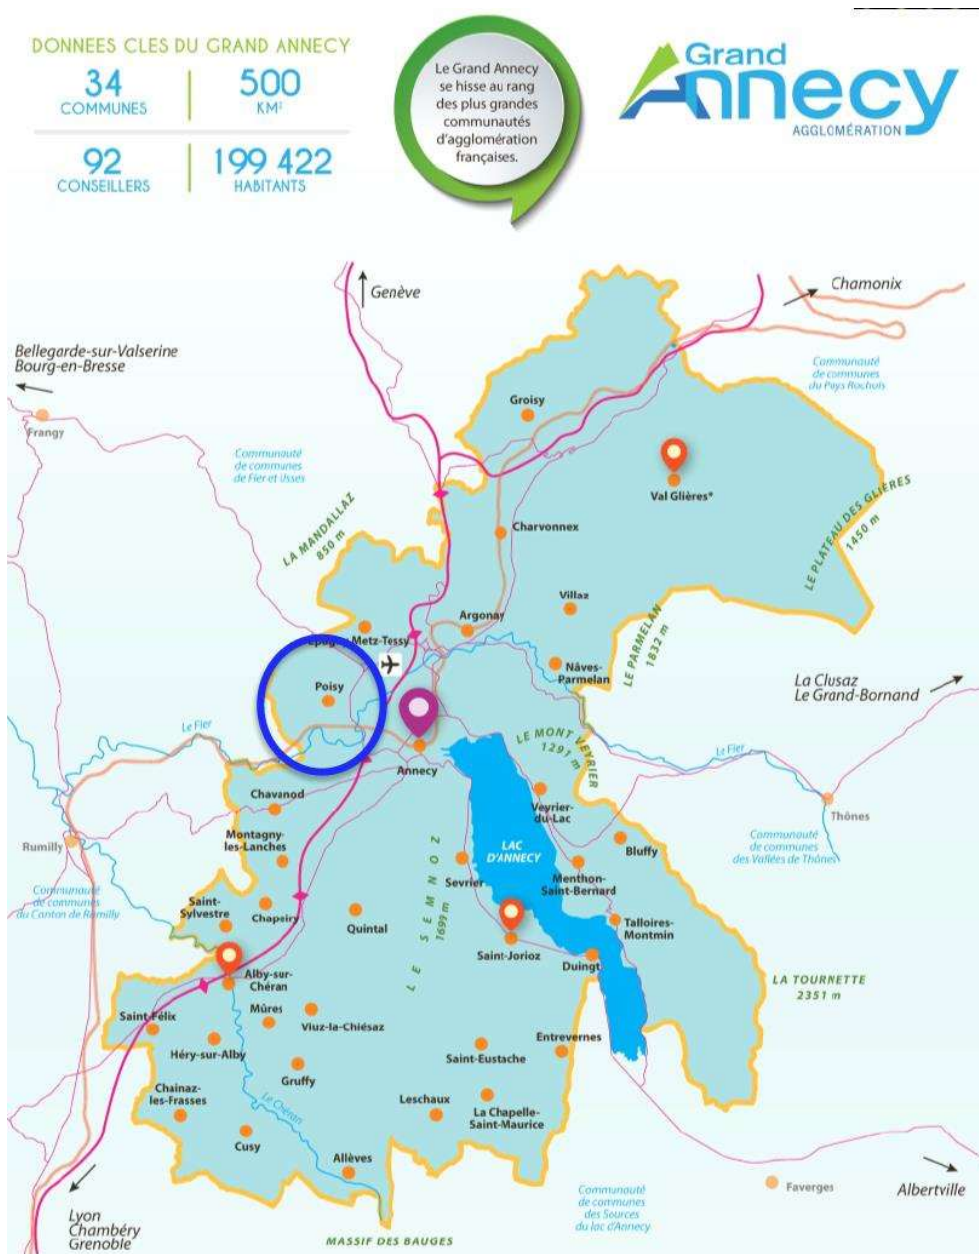 DONNEES CLES DU GRAND ANNECY
34
COMMUNES
500
KM²
92
CONSEILLERS
199 422
HABITANTS
Le Grand Annecy
se hisse au rang
des plus grandes
communautés
d'agglomération
françaises.
Grand
Annecy
AGGLOMÉRATION
Genève
Chamonix
Bellegarde-sur-Valserine
Bourg-en-Bresse
Communauté
de communes
du Pays Rochois
Frangy
Groisy
Communauté
de communes
de Fier et Usses
Val Glières*
LA MANDALLAZ
850 m
LE PLATEAU DES GLIÈRES
1450 m
Charvonnex
Villaz
Argonay
Epagny Metz-Tessy
LE PARMELAN
1832 m
Nâves-
Parmelan
Poisy
La Clusaz
Le Grand-Bornand
Le Fier
LE MONT VEYRIER
1291 m
Annecy
Le Fier
Chavanod
Veyrier-
du-Lac
Thônes
Montagny-
les-Lanches
Rumilly
LAC
D'ANNECY
Bluffy
Communauté
de communes
des Vallées de Thônes
Sevrier
Menthon-
Saint-Bernard
Communauté
de communes
du Canton de Rumilly
Saint-
Sylvestre
Chapeiry
Quintal
LE SEMNOZ
1699 m
Talloires-
Montmin
Saint-Jorioz
Duingt
Alby-sur-
Chéran
LA TOURNETTE
2351 m
Saint-Félix
Mûres
Viuz-la-Chiésaz
Héry-sur-Alby
Entrevernes
Saint-Eustache
Gruffy
Chainaz-
les-Frasses
Le Chéran
Leschaux
La Chapelle-
Saint-Maurice
Cusy
Allèves
Faverges
Albertville
Communauté
de communes
des Sources
du lac d'Annecy
Lyon
Chambéry
Grenoble
MASSIF DES BAUGES